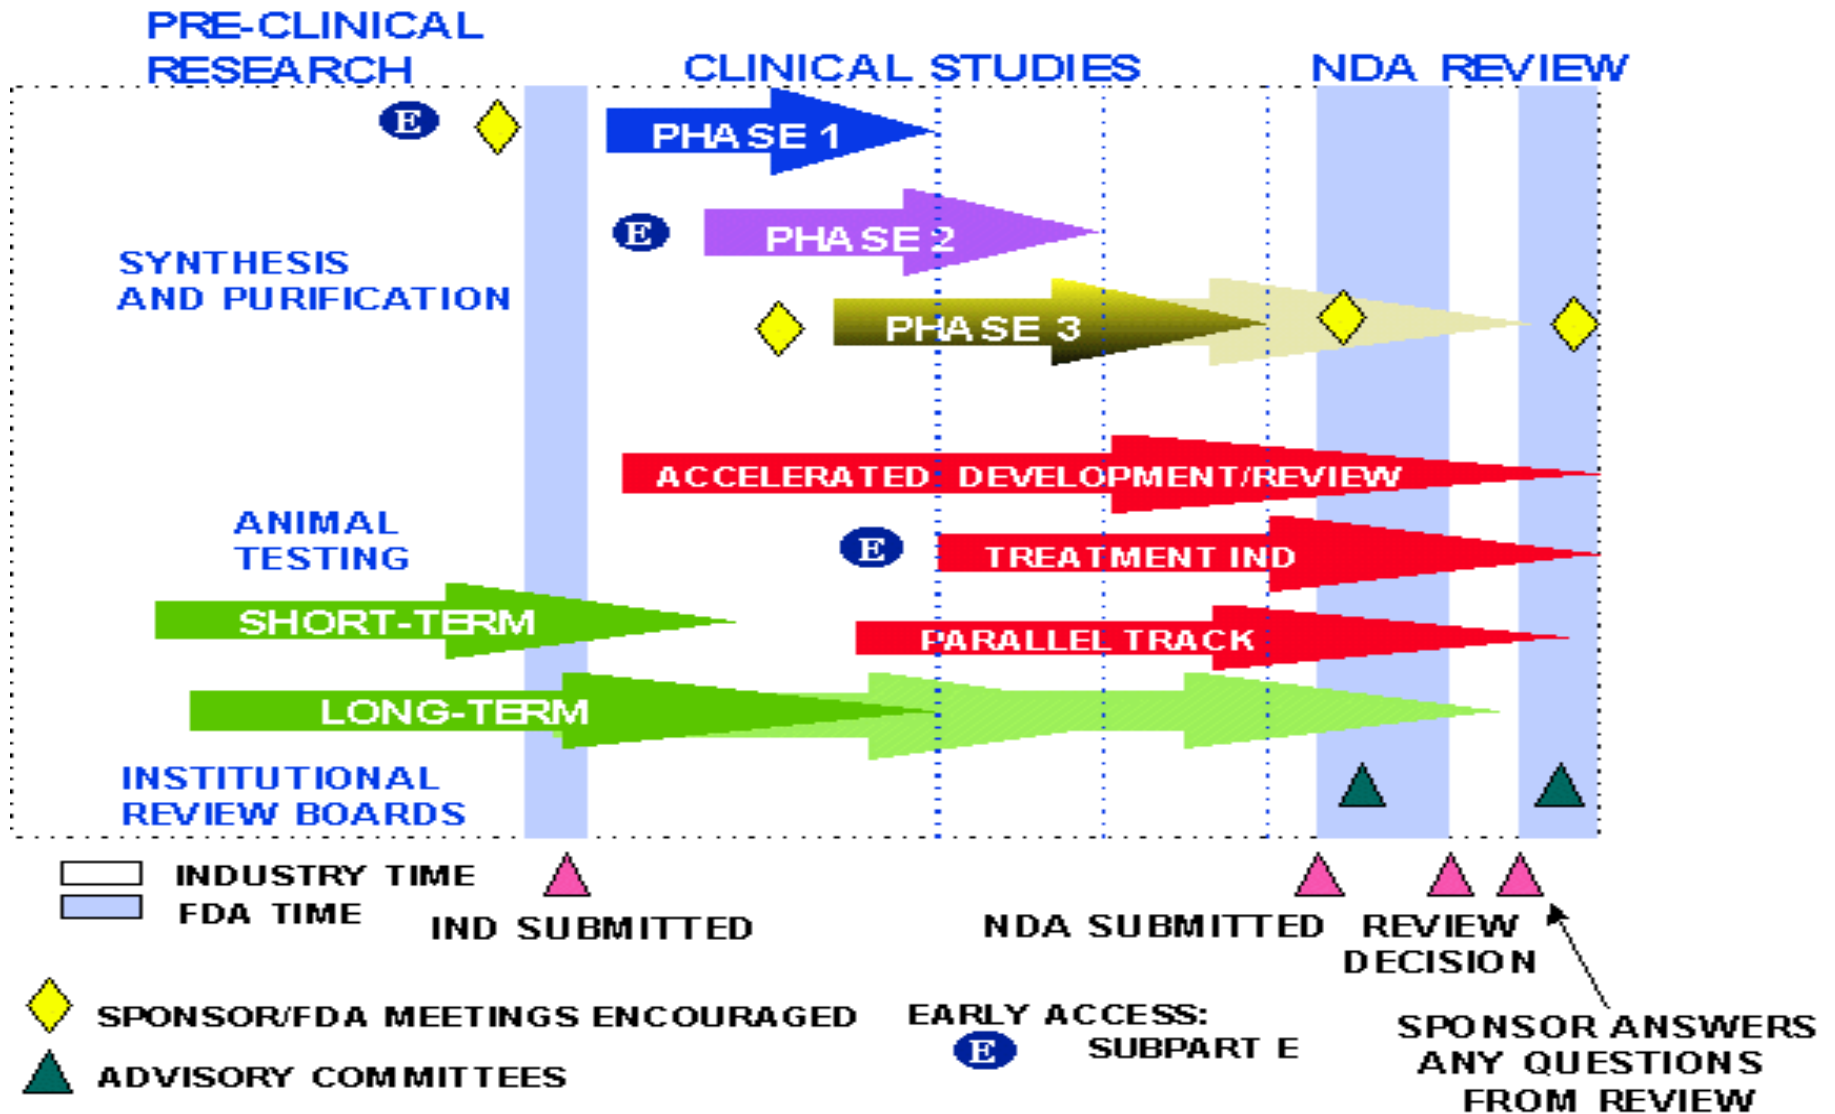 PRE-CLINICAL
RESEARCH
CLINICAL STUDIES
NDA REVIEW
E
PHASE 1
E
PHASE 2
SYNTHESIS
AND PURIFICATION
PHASE 3
ACCELERATED DEVELOPMENT/REVIEW
ANIMAL
TESTING
E
TREATMENT IND
SHORT-TERM
PARALLEL TRACK
LONG-TERM
INSTITUTIONAL
REVIEW BOARDS
INDUSTRY TIME
FDA TIME
IND SUBMITTED
NDA SUBMITTED
REVIEW
DECISION
SPONSOR/FDA MEETINGS ENCOURAGED
ADVISORY COMMITTEES
EARLY ACCESS:
E SUBPART E
SPONSOR ANSWERS
ANY QUESTIONS
FROM REVIEW